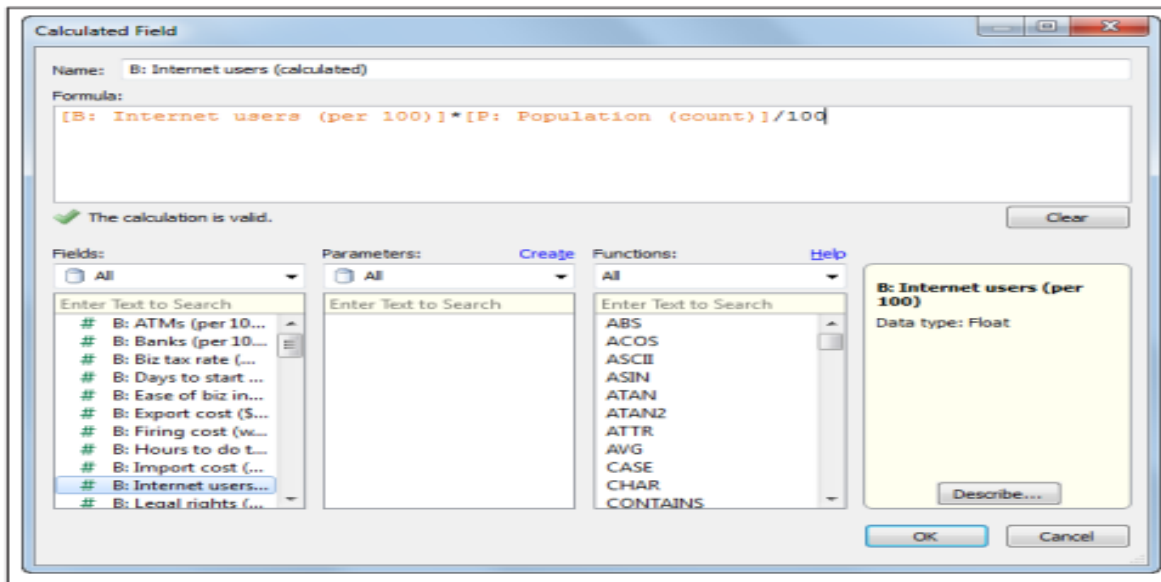 Calculated Field
Name: B: Internet users (calculated)
Formula:
[B: Internet users (per 100)]*[P: Population (count)]/100
The calculation is valid.
Clear
Fields:
All
Enter Text to Search
# B: ATMs (per 10...
# B: Banks (per 10...
# B: Biz tax rate (...
# B: Days to start ...
# B: Ease of biz in...
# B: Export cost ($...
# B: Firing cost (w...
# B: Hours to do t...
# B: Import cost (...
# B: Internet users...
# B: Legal rights (...
Parameters: Create
All
Enter Text to Search
Functions: Help
All
Enter Text to Search
ABS
ACOS
ASCII
ASIN
ATAN
ATAN2
ATTR
AVG
CASE
CHAR
CONTAINS
B: Internet users (per
100)
Data type: Float
Describe...
OK
Cancel